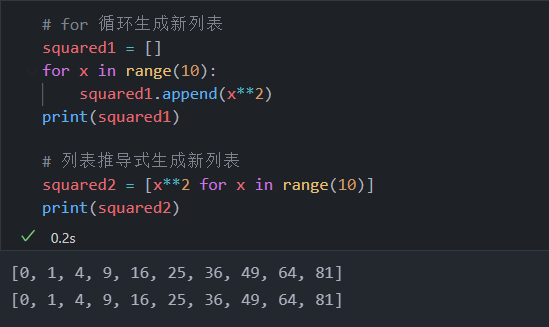 # for 循环生成新列表
squared1 = []
for x in range(10):
    squared1.append(x**2)
print(squared1)
# 列表推导式生成新列表
squared2 = [x**2 for x in range(10)]
print(squared2)
0.2s
[0, 1, 4, 9, 16, 25, 36, 49, 64, 81]
[0, 1, 4, 9, 16, 25, 36, 49, 64, 81]